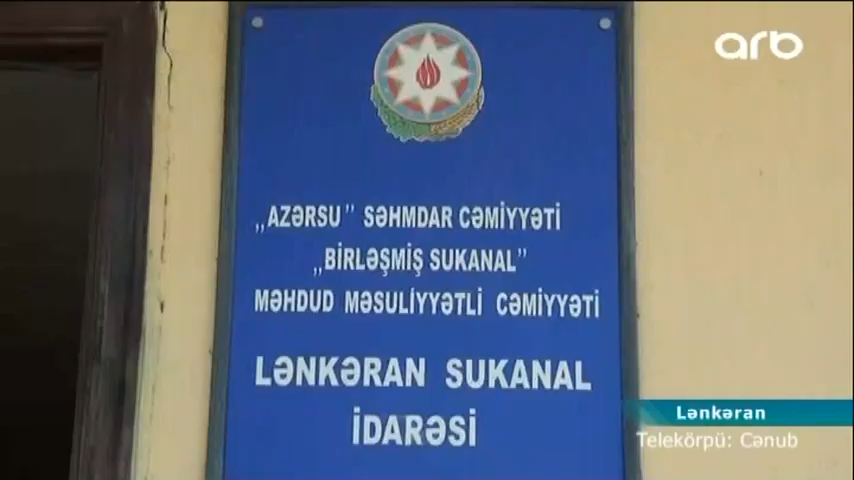 arb
„AZƏRSU” SƏHMDAR CƏMİYYƏTİ
„BİRLƏŞMİŞ SUKANAL”
MƏHDUD MƏSULİYYƏTLİ CƏMİYYƏTİ
LƏNKƏRAN SUKANAL
İDARƏSİ
Lənkəran
Telekörpü: Cənub